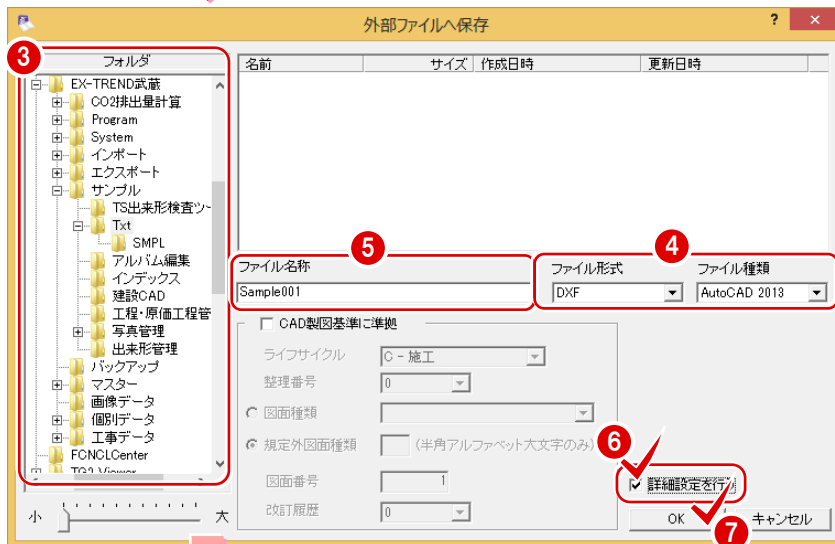 外部ファイルへ保存
?
×
3
フォルダ
EX-TREND武蔵
CO2排出量計算
Program
System
インポート
エクスポート
サンプル
TS出来形検査ツー
Txt
SMPL
アルバム編集
インデックス
建設CAD
工程・原価工程管
写真管理
出来形管理
バックアップ
マスター
画像データ
個別データ
工事データ
FCNCLCenter
TG2 Viewer
小
大
名前 サイズ 作成日時 更新日時
5
4
ファイル名称
Sample001
ファイル形式 ファイル種類
DXF AutoCAD 2013
CAD製図基準に準拠
ライフサイクル C - 施工
整理番号 0
図面種類
規定外図面種類 (半角アルファベット大文字のみ)
図面番号 1
改訂履歴 0
6
詳細設定を行う
7
OK キャンセル